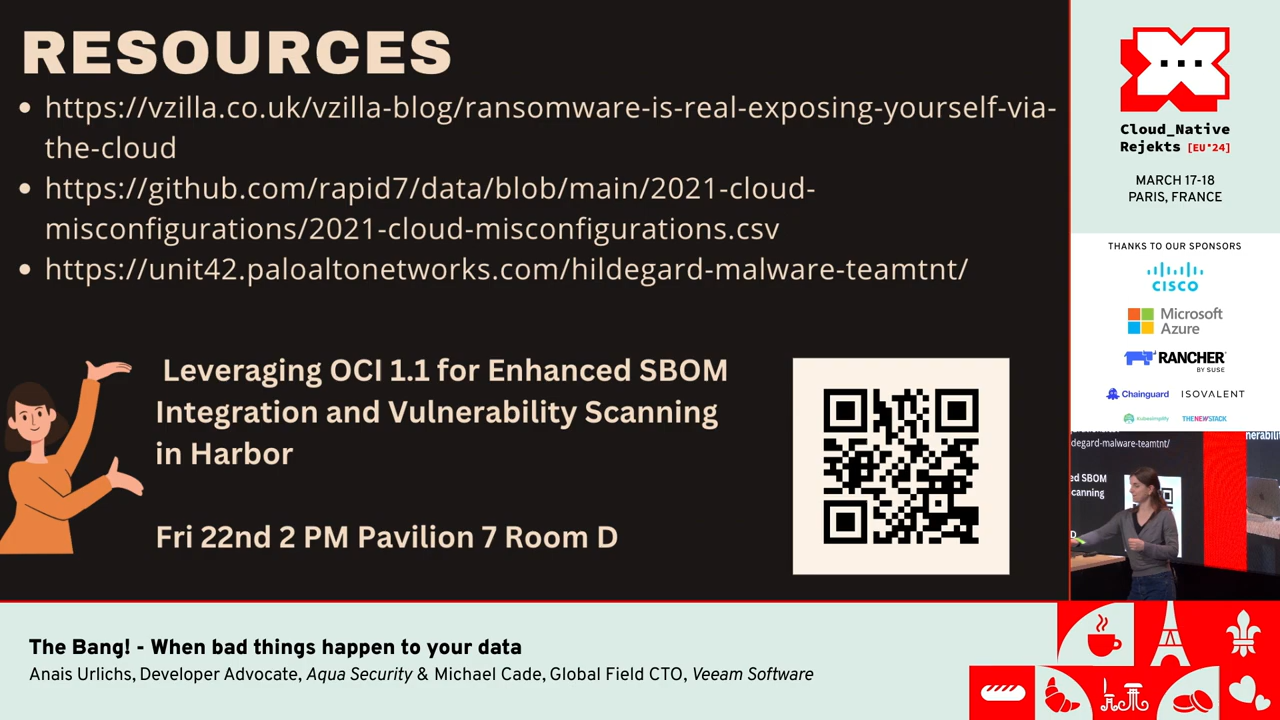 RESOURCES
• https://vzilla.co.uk/vzilla-blog/ransomware-is-real-exposing-yourself-via-
the-cloud
• https://github.com/rapid7/data/blob/main/2021-cloud-
misconfigurations/2021-cloud-misconfigurations.csv
• https://unit42.paloaltonetworks.com/hildegard-malware-teamtnt/
Leveraging OCI 1.1 for Enhanced SBOM
Integration and Vulnerability Scanning
in Harbor
Fri 22nd 2 PM Pavilion 7 Room D
Cloud_Native
Rejekts [EU'24]
MARCH 17-18
PARIS, FRANCE
THANKS TO OUR SPONSORS
CISCO
Microsoft
Azure
RANCHER
BY SUSE
Chainguard ISOVALENT
Kubesimplify THENEWSTACK
degard-malware-teamtnt/
ed SBOM
canning
D
The Bang! - When bad things happen to your data
Anais Urlichs, Developer Advocate, Aqua Security & Michael Cade, Global Field CTO, Veeam Software